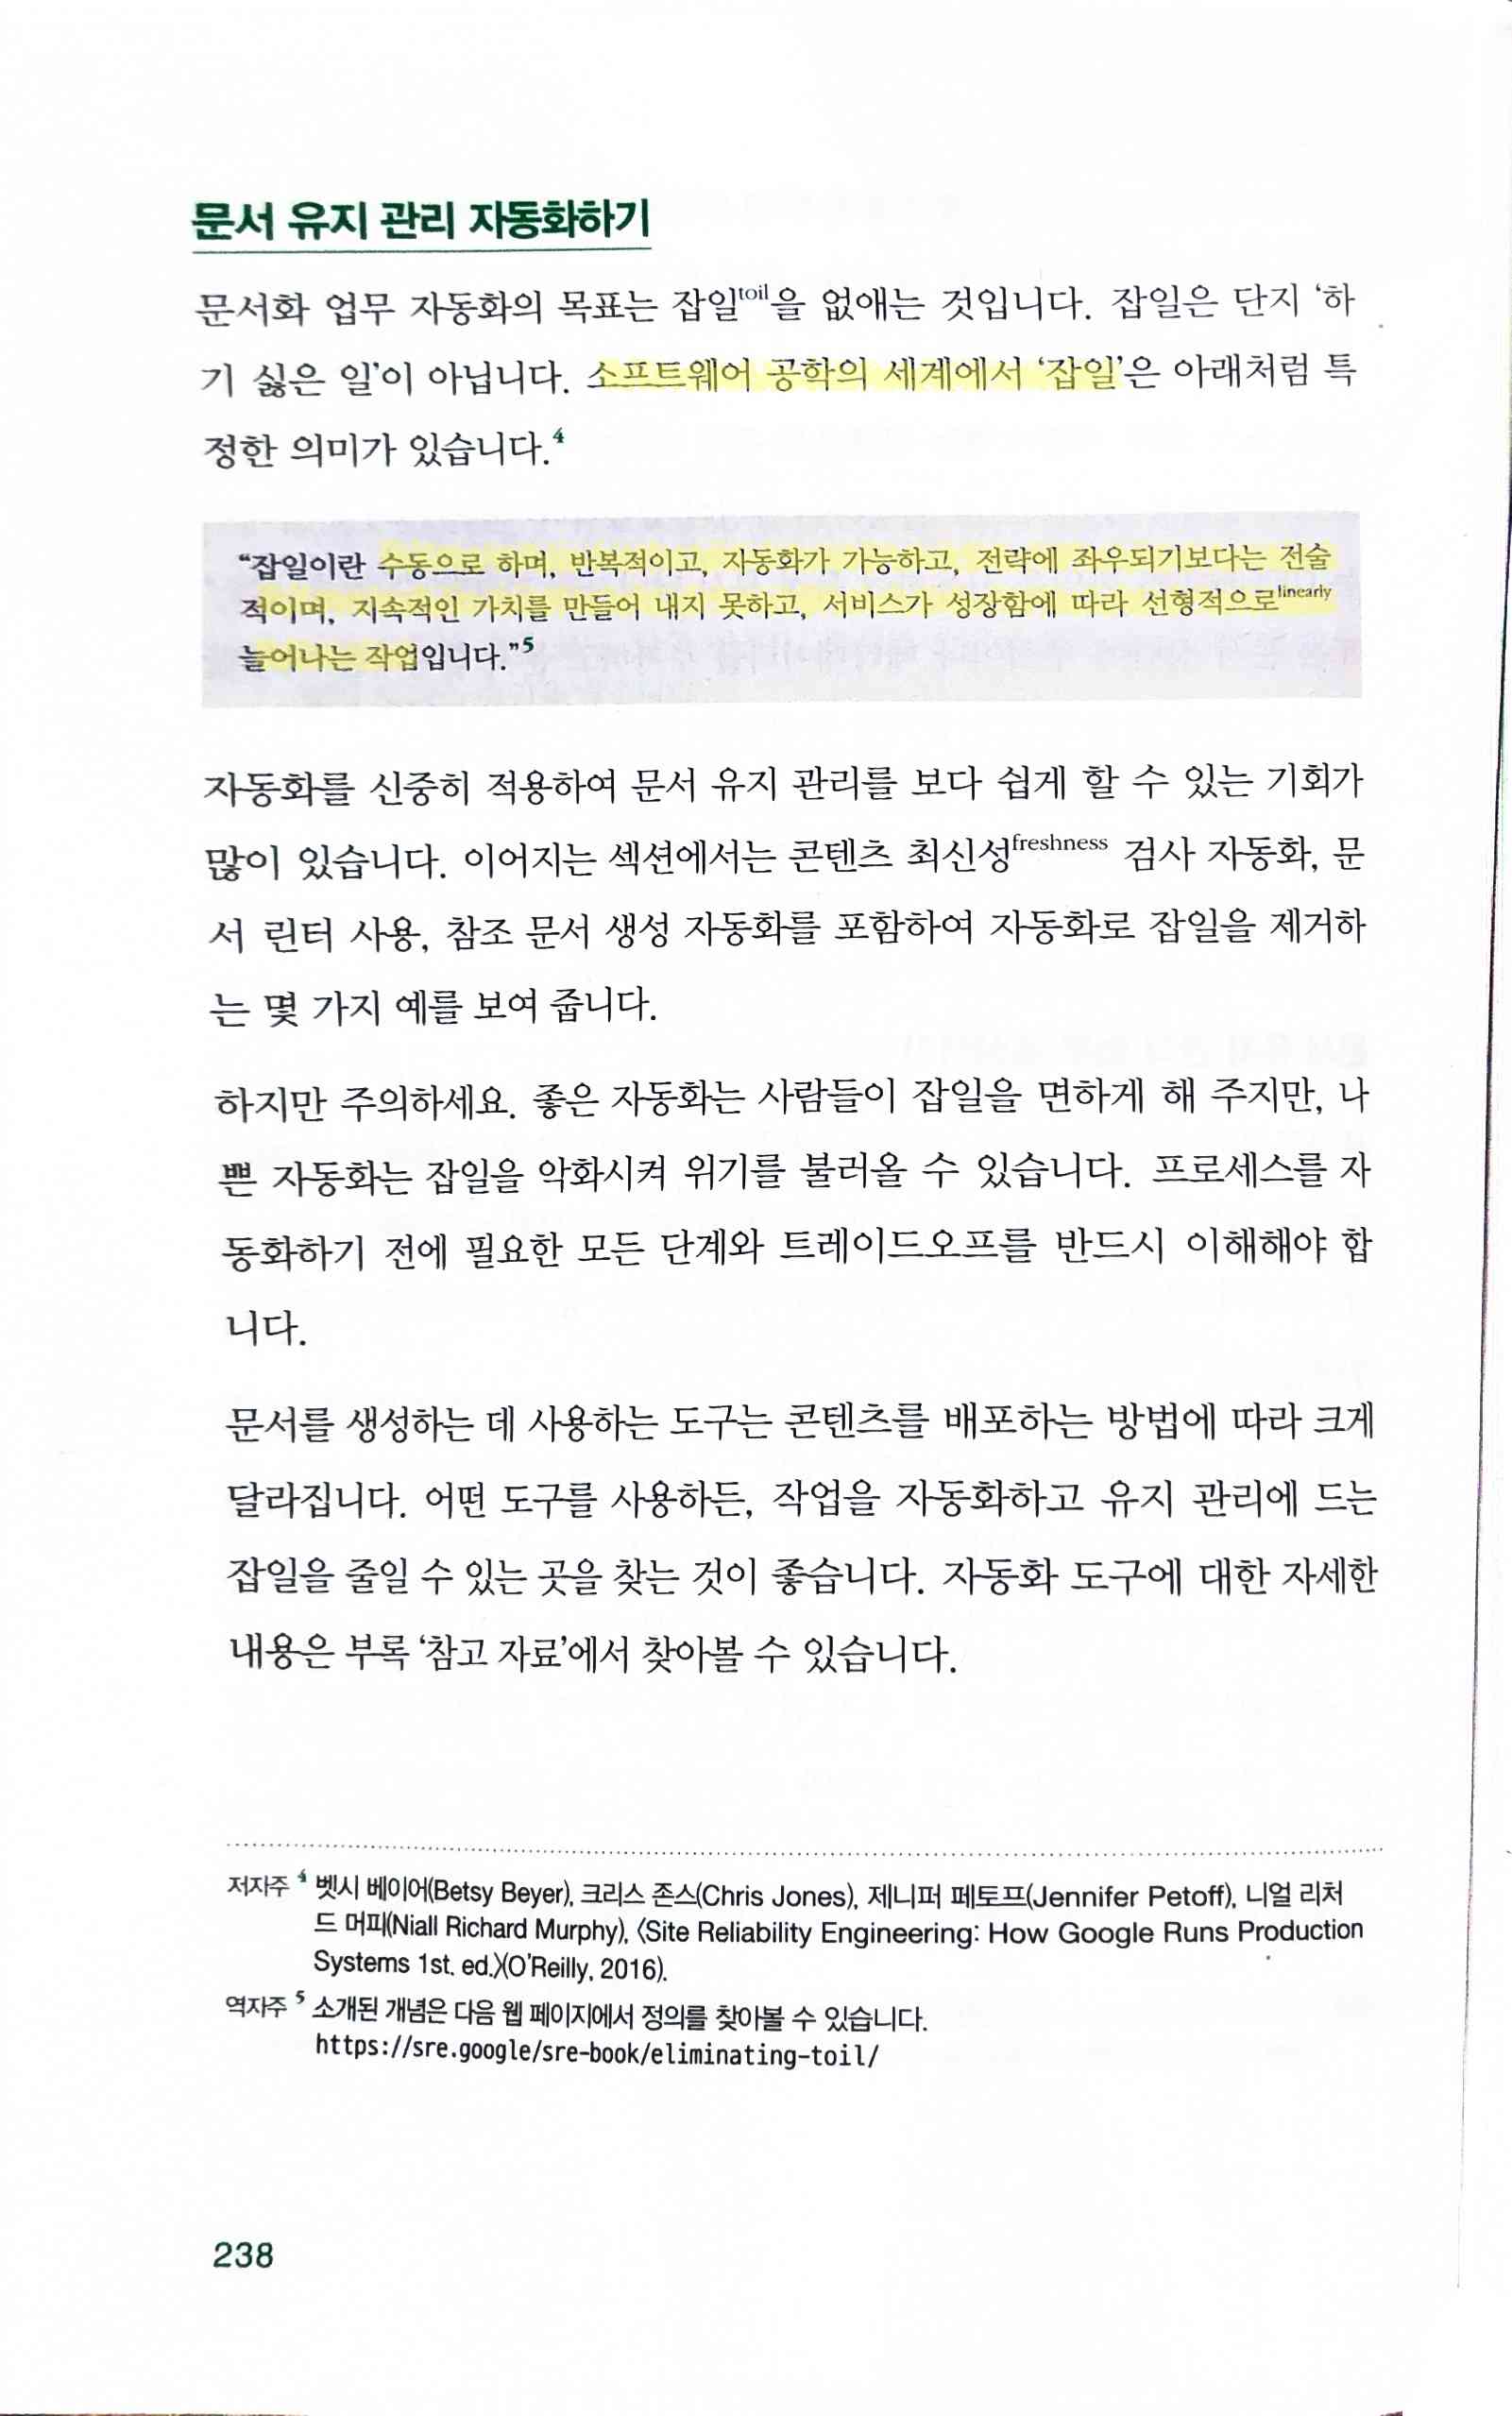 문서 유지 관리 자동화하기
문서화 업무 자동화의 목표는 잡일toil을 없애는 것입니다. 잡일은 단지 ‘하
기 싫은 일’이 아닙니다. 소프트웨어 공학의 세계에서 ‘잡일’은 아래처럼 특
정한 의미가 있습니다.4
“잡일이란 수동으로 하며, 반복적이고, 자동화가 가능하고, 전략에 좌우되기보다는 전술
적이며, 지속적인 가치를 만들어 내지 못하고, 서비스가 성장함에 따라 선형적으로linearly
늘어나는 작업입니다.”5
자동화를 신중히 적용하여 문서 유지 관리를 보다 쉽게 할 수 있는 기회가
많이 있습니다. 이어지는 섹션에서는 콘텐츠 최신성freshness 검사 자동화, 문
서 린터 사용, 참조 문서 생성 자동화를 포함하여 자동화로 잡일을 제거하
는 몇 가지 예를 보여 줍니다.
하지만 주의하세요. 좋은 자동화는 사람들이 잡일을 면하게 해 주지만, 나
쁜 자동화는 잡일을 악화시켜 위기를 불러올 수 있습니다. 프로세스를 자
동화하기 전에 필요한 모든 단계와 트레이드오프를 반드시 이해해야 합
니다.
문서를 생성하는 데 사용하는 도구는 콘텐츠를 배포하는 방법에 따라 크게
달라집니다. 어떤 도구를 사용하든, 작업을 자동화하고 유지 관리에 드는
잡일을 줄일 수 있는 곳을 찾는 것이 좋습니다. 자동화 도구에 대한 자세한
내용은 부록 ‘참고 자료’에서 찾아볼 수 있습니다.
저자주 4 벳시 베이어(Betsy Beyer), 크리스 존스(Chris Jones), 제니퍼 페토프(Jennifer Petoff), 니얼 리처
드 머피(Niall Richard Murphy), 〈Site Reliability Engineering: How Google Runs Production
Systems 1st. ed.〉(O’Reilly, 2016).
역자주 5 소개된 개념은 다음 웹 페이지에서 정의를 찾아볼 수 있습니다.
https://sre.google/sre-book/eliminating-toil/
238